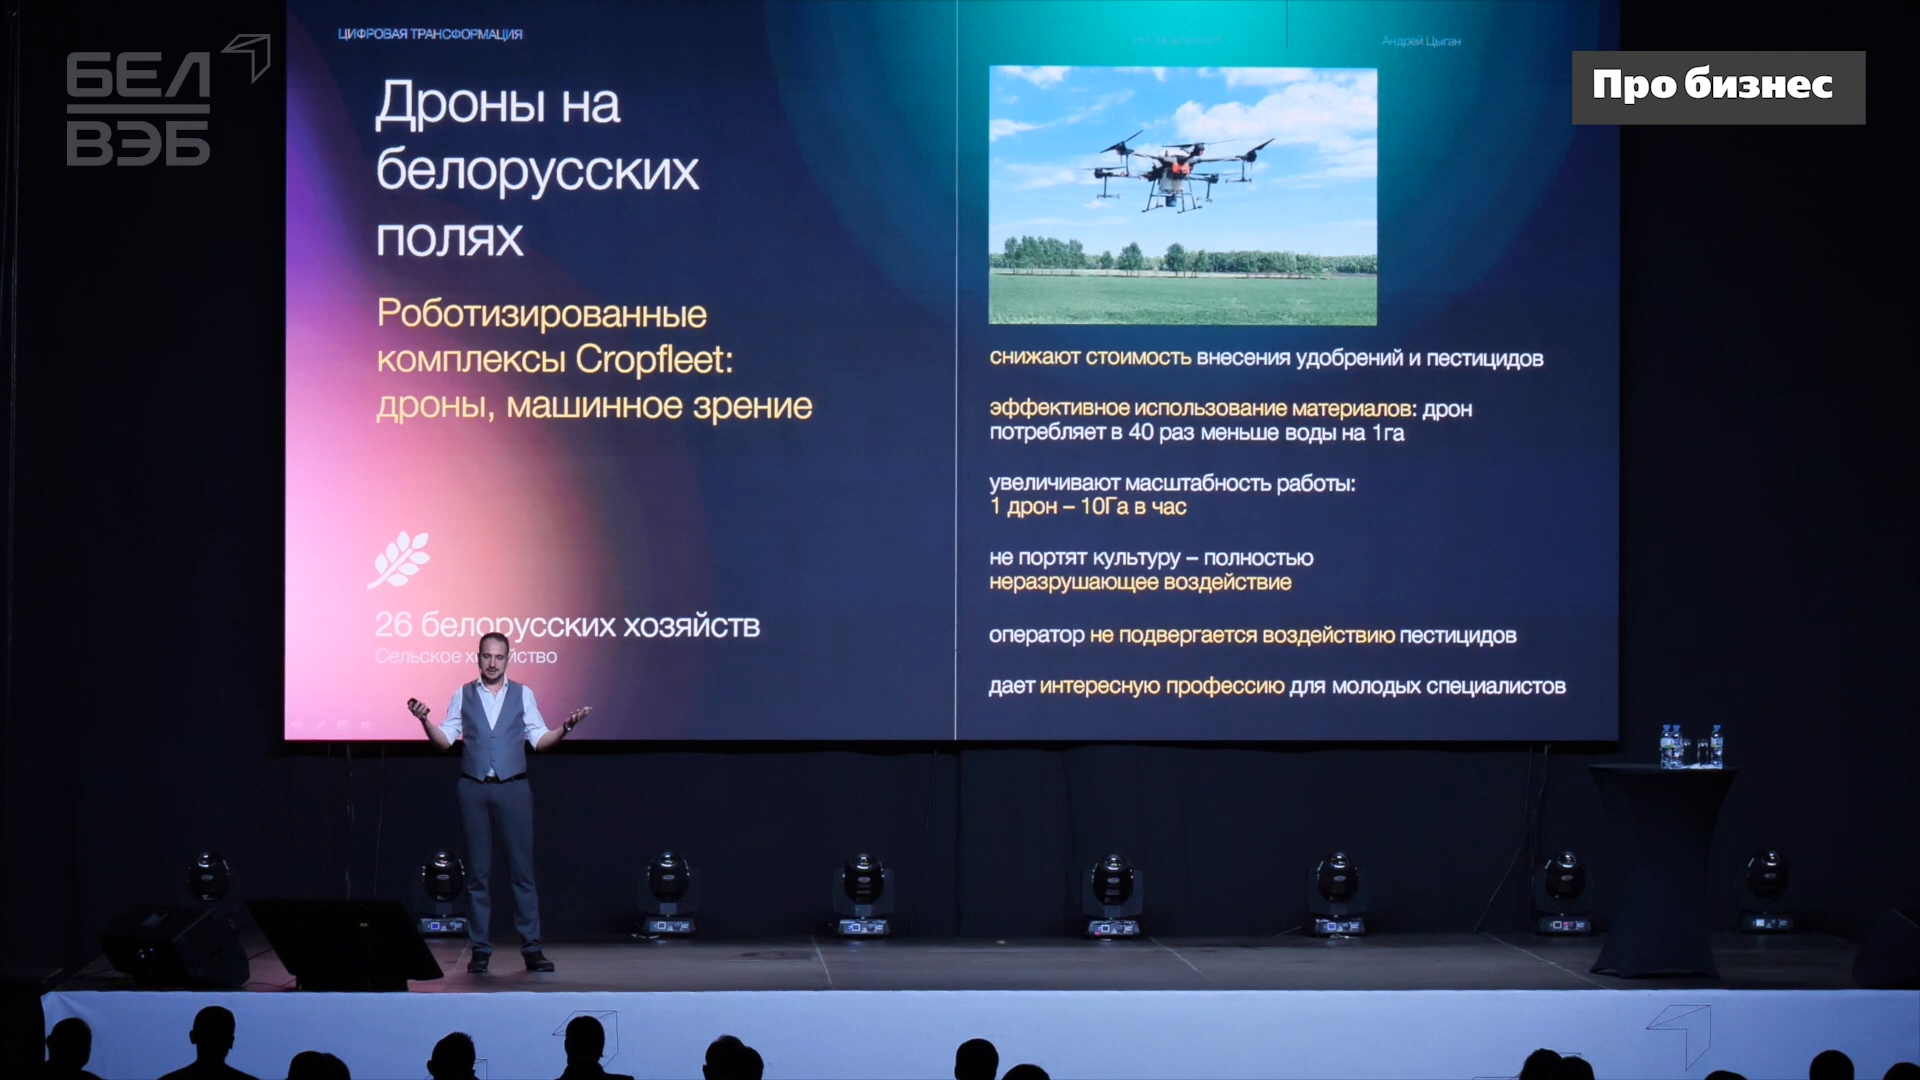 БЕЛ
ВЭБ
Про бизнес
ЦИФРОВАЯ ТРАНСФОРМАЦИЯ
Андрей Цыган
Дроны на
белорусских
полях
Роботизированные
комплексы Cropfleet:
дроны, машинное зрение
26 белорусских хозяйств
Сельское
снижают стоимость внесения удобрений и пестицидов
эффективное использование материалов: дрон
потребляет в 40 раз меньше воды на 1га
увеличивают масштабность работы:
1 дрон – 10Га в час
не портят культуру – полностью
неразрушающее воздействие
оператор не подвергается воздействию пестицидов
дает интересную профессию для молодых специалистов